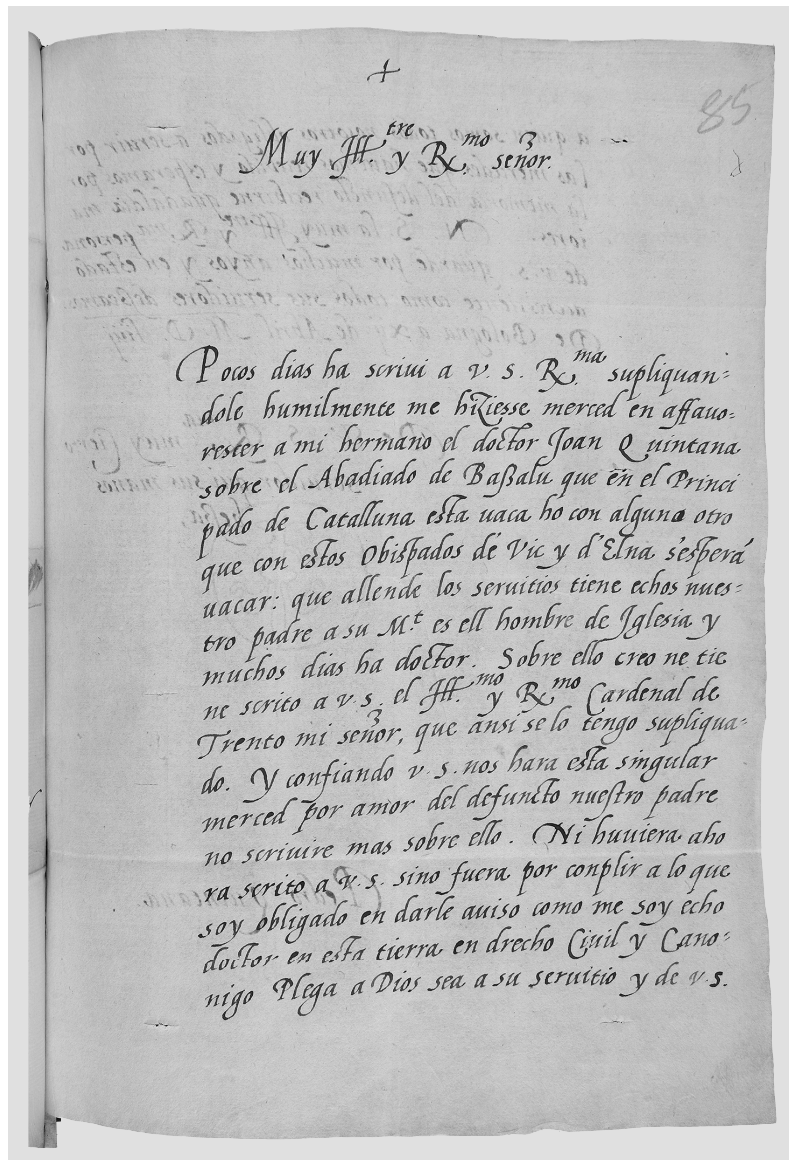 +
85
Muy Ill.tre y Rx.mo señor.
Pocos dias ha scriui a v. s. Rx.ma supliquan=
dole humilmente me hiziesse merced en affauo=
rester a mi hermano el doctor Joan Quintana
sobre el Abadiado de Baßalu que en el Princi
pado de Catalluna esta uaca ho con alguno otro
que con estos Obispados de Vic y d'Elna s'espera
uacar: que allende los seruitios tiene echos nues=
tro padre a su M.t es ell hombre de Iglesia y
muchos dias ha doctor. Sobre ello creo ne tie
ne scrito a v. s. el Ill.mo y Rx.mo Cardenal de
Trento mi señor, que ansi se lo tengo supliqua=
do. Y confiando v. s. nos hara esta singular
merced por amor del defuncto nuestro padre
no scriuire mas sobre ello. Ni huuiera aho
ra scrito a v. s. sino fuera por conplir a lo que
soy obligado en darle auiso como me soy echo
doctor en esta tierra en drecho Ciuil y Cano=
nigo Plega a Dios sea a su seruitio y de v. s.